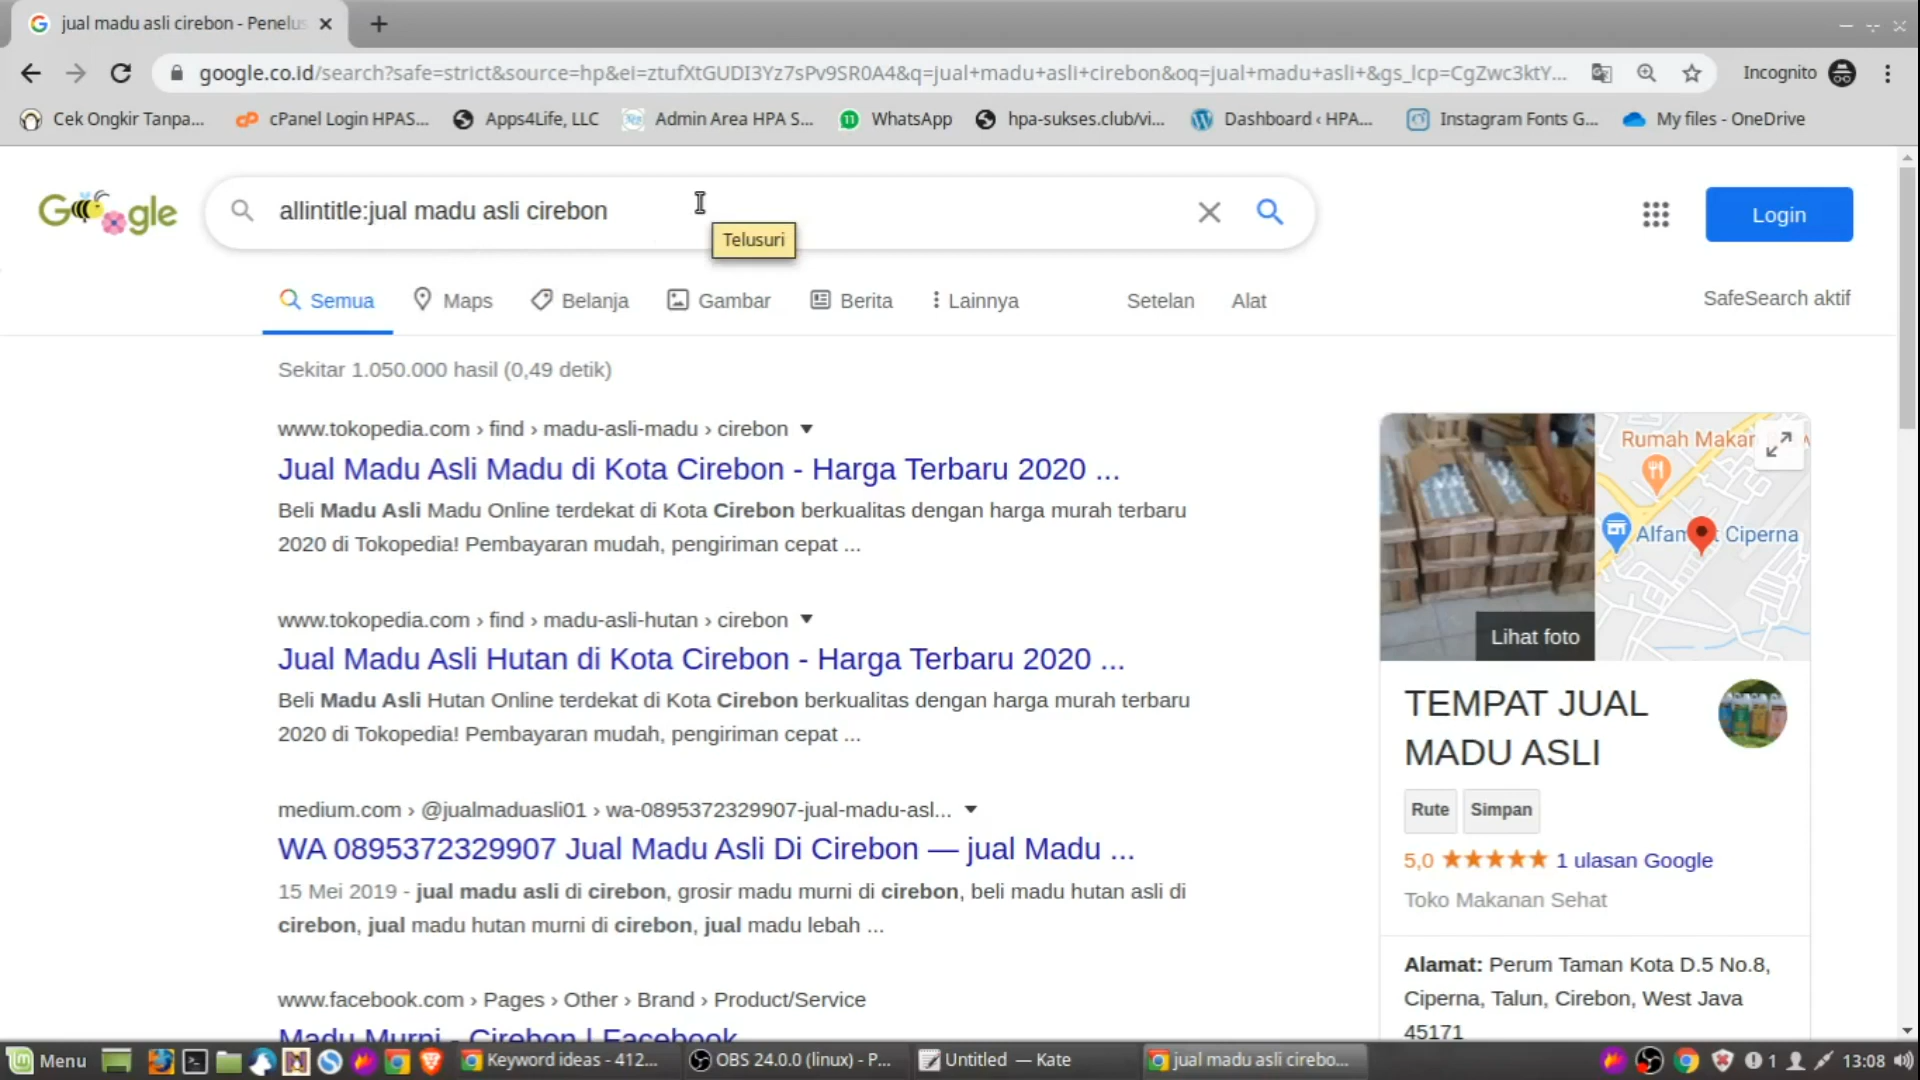 jual madu asli cirebon - Penelus
google.co.id/search?safe=strict&source=hp&ei=ztufXtGUDI3Yz7sPv9SR0A4&q=jual+madu+asli+cirebon&oq=jual+madu+asli+&gs_lcp=CgZwc3ktY...
Incognito
Cek Ongkir Tanpa...
cPanel Login HPAS...
Apps4Life, LLC
Admin Area HPA S...
11
WhatsApp
hpa-sukses.club/vi...
Dashboard ‹ HPA...
Instagram Fonts G...
My files - OneDrive
Google
allintitle:jual madu asli cirebon
Telusuri
Login
Semua
Maps
Belanja
Gambar
Berita
Lainnya
Setelan
Alat
SafeSearch aktif
Sekitar 1.050.000 hasil (0,49 detik)
www.tokopedia.com › find › madu-asli-madu › cirebon
Jual Madu Asli Madu di Kota Cirebon - Harga Terbaru 2020 ...
Beli Madu Asli Madu Online terdekat di Kota Cirebon berkualitas dengan harga murah terbaru
2020 di Tokopedia! Pembayaran mudah, pengiriman cepat ...
www.tokopedia.com › find › madu-asli-hutan › cirebon
Jual Madu Asli Hutan di Kota Cirebon - Harga Terbaru 2020 ...
Beli Madu Asli Hutan Online terdekat di Kota Cirebon berkualitas dengan harga murah terbaru
2020 di Tokopedia! Pembayaran mudah, pengiriman cepat ...
medium.com › @jualmaduasli01 › wa-0895372329907-jual-madu-asl...
WA 0895372329907 Jual Madu Asli Di Cirebon — jual Madu ...
15 Mei 2019 - jual madu asli di cirebon, grosir madu murni di cirebon, beli madu hutan asli di
cirebon, jual madu hutan murni di cirebon, jual madu lebah ...
www.facebook.com › Pages › Other › Brand › Product/Service
Madu Murni - Cirebon | Facebook
Rumah Makan
Alfamart Ciperna
Lihat foto
TEMPAT JUAL
MADU ASLI
Rute
Simpan
5,0 ★★★★★ 1 ulasan Google
Toko Makanan Sehat
Alamat: Perum Taman Kota D.5 No.8,
Ciperna, Talun, Cirebon, West Java
45171
Menu
Keyword ideas - 412...
OBS 24.0.0 (linux) - P...
Untitled — Kate
jual madu asli cirebo...
1
13:08